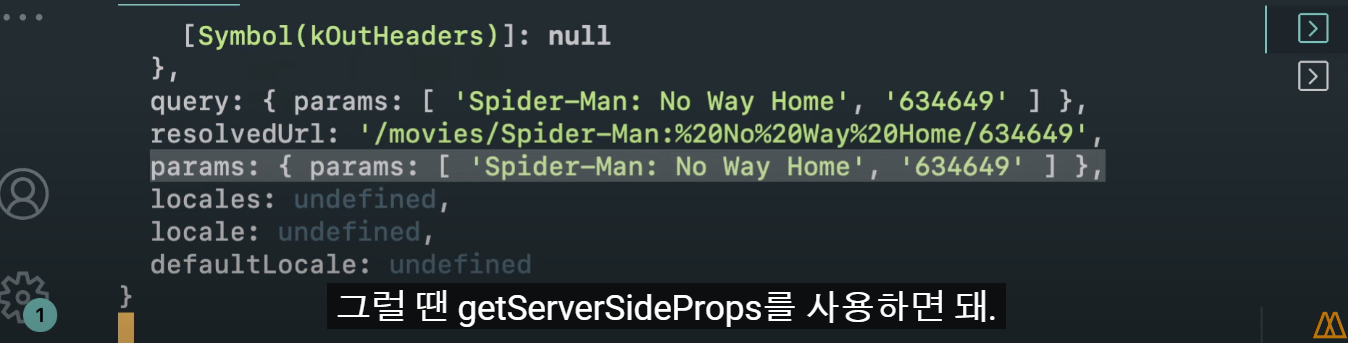 [Symbol(kOutHeaders)]: null
},
query: { params: [ 'Spider-Man: No Way Home', '634649' ] },
resolvedUrl: '/movies/Spider-Man:%20No%20Way%20Home/634649',
params: { params: [ 'Spider-Man: No Way Home', '634649' ] },
locales: undefined,
locale: undefined,
defaultLocale: undefined
}
1
그럴 땐 getServerSideProps를 사용하면 돼.